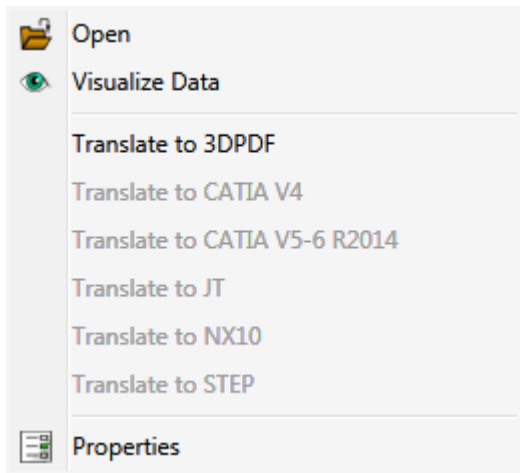 Open
Visualize Data
Translate to 3DPDF
Translate to CATIA V4
Translate to CATIA V5-6 R2014
Translate to JT
Translate to NX10
Translate to STEP
Properties